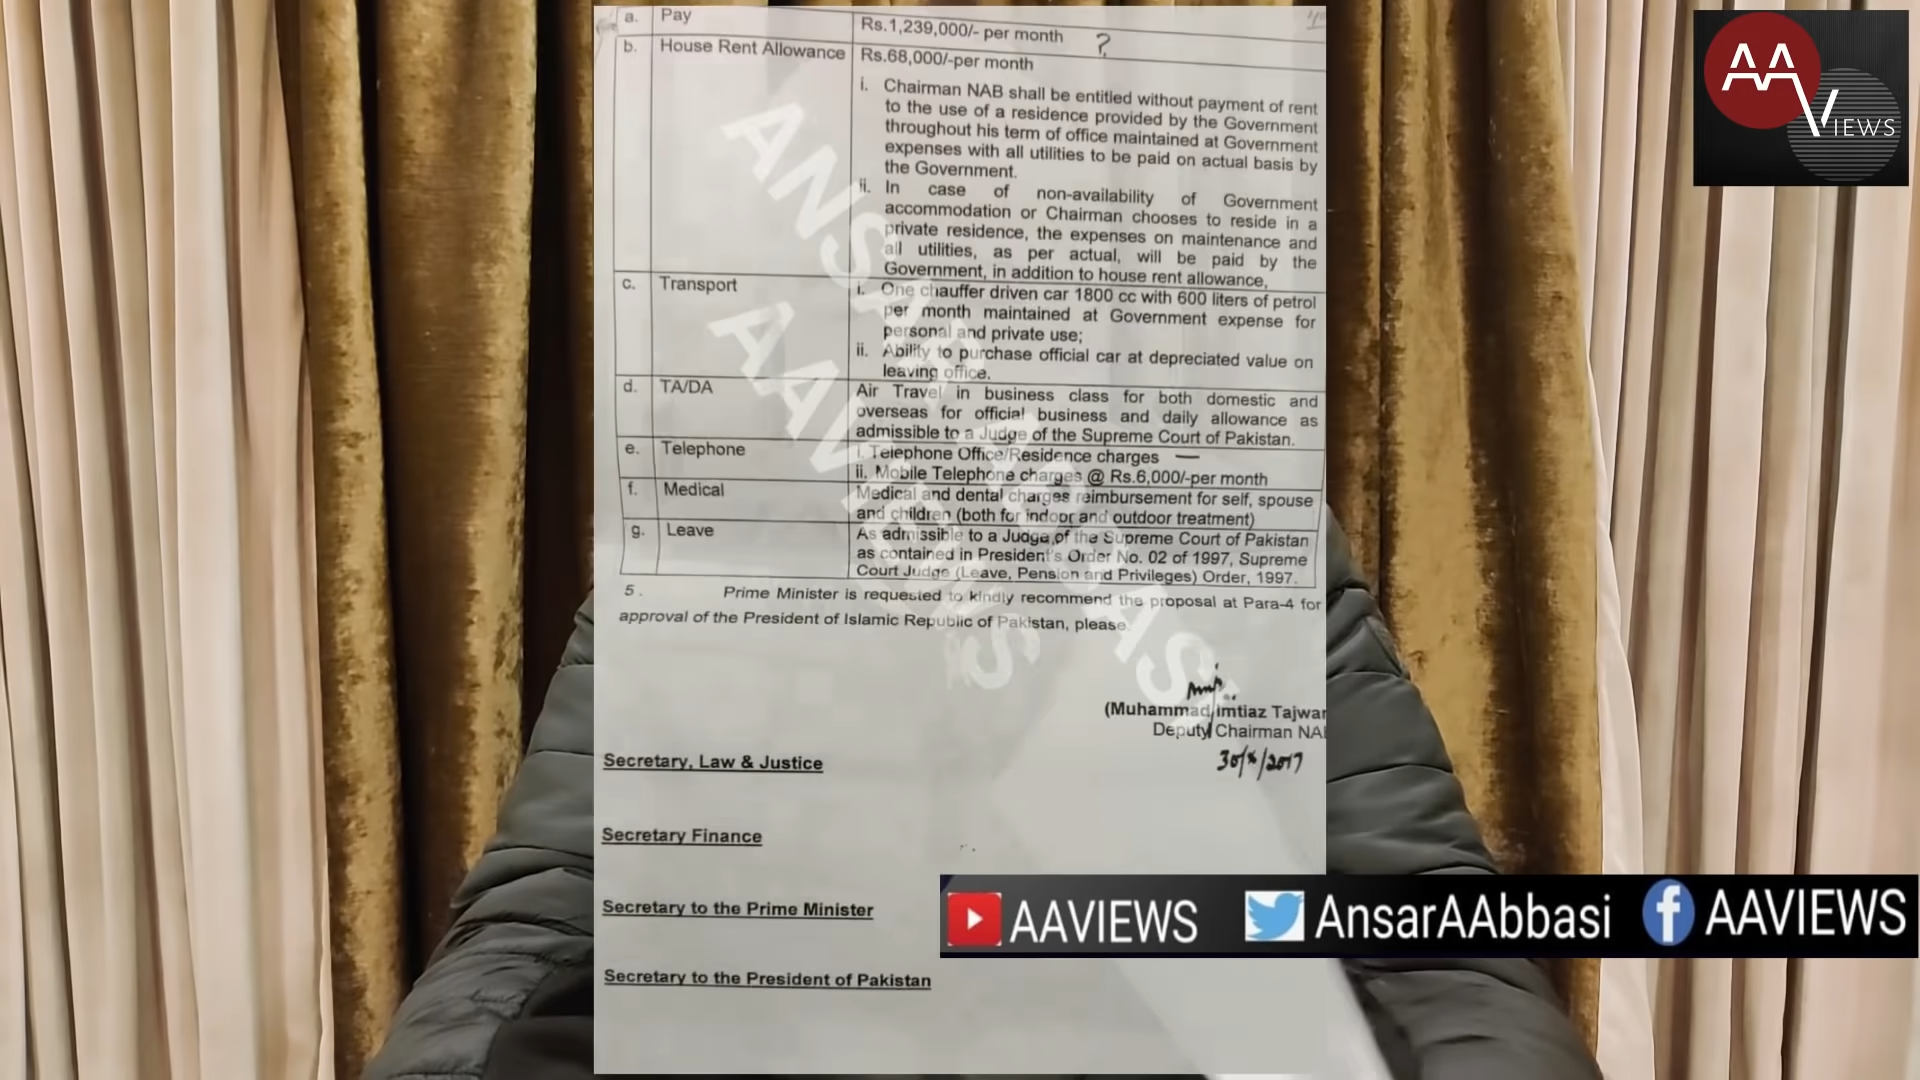 a. Pay Rs.1,239,000/- per month ?
b. House Rent Allowance Rs.68,000/-per month
i. Chairman NAB shall be entitled without payment of rent
to the use of a residence provided by the Government
throughout his term of office maintained at Government
expenses with all utilities to be paid on actual basis by
the Government.
ii. In case of non-availability of Government
accommodation or Chairman chooses to reside in a
private residence, the expenses on maintenance and
all utilities, as per actual, will be paid by the
Government, in addition to house rent allowance,
c. Transport i. One chauffer driven car 1800 cc with 600 liters of petrol
per month maintained at Government expense for
personal and private use;
ii. Ability to purchase official car at depreciated value on
leaving office.
d. TA/DA Air Travel in business class for both domestic and
overseas for official business and daily allowance as
admissible to a Judge of the Supreme Court of Pakistan.
e. Telephone i. Telephone Office/Residence charges —
ii. Mobile Telephone charges @ Rs.6,000/-per month
f. Medical Medical and dental charges reimbursement for self, spouse
and children (both for indoor and outdoor treatment)
g. Leave As admissible to a Judge of the Supreme Court of Pakistan
as contained in President's Order No. 02 of 1997, Supreme
Court Judge (Leave, Pension and Privileges) Order, 1997.
5. Prime Minister is requested to kindly recommend the proposal at Para-4 for
approval of the President of Islamic Republic of Pakistan, please.
(Muhammad Imtiaz Tajwar
Deputy Chairman NA
30/x/2017
Secretary, Law & Justice
Secretary Finance
Secretary to the Prime Minister
Secretary to the President of Pakistan
AAVIEWS
AAVIEWS AnsarAAbbasi AAVIEWS
ANSAR ABBASI
AAVIEWS